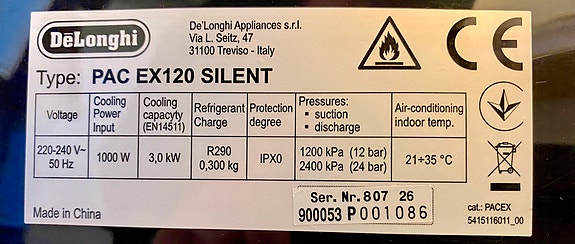 DeLonghi
De'Longhi Appliances s.r.l.
Via L. Seitz, 47
31100 Treviso - Italy
CE
Type: PAC EX120 SILENT
Voltage
220-240 V~
50 Hz
Cooling
Power
Input
1000 W
Cooling
capacyty
(EN14511)
3,0 kW
Refrigerant
Charge
R290
0,300 kg
Protection
degree
IPX0
Pressures:
▪ suction
▪ discharge
1200 kPa (12 bar)
2400 kPa (24 bar)
Air-conditioning
indoor temp.
21÷35 °C
Made in China
Ser. Nr.807 26
900053 P001086
cat.: PACEX
5415116011_00